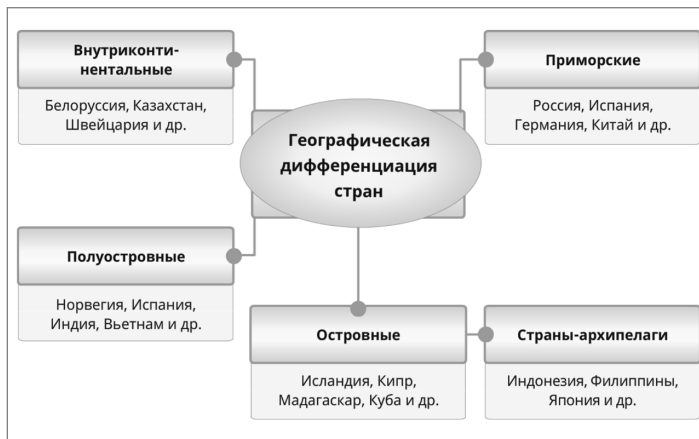 Внутриконти-
нентальные
Белоруссия, Казахстан,
Швейцария и др.
Приморские
Россия, Испания,
Германия, Китай и др.
Географическая
дифференциация
стран
Полуостровные
Норвегия, Испания,
Индия, Вьетнам и др.
Островные
Исландия, Кипр,
Мадагаскар, Куба и др.
Страны-архипелаги
Индонезия, Филиппины,
Япония и др.